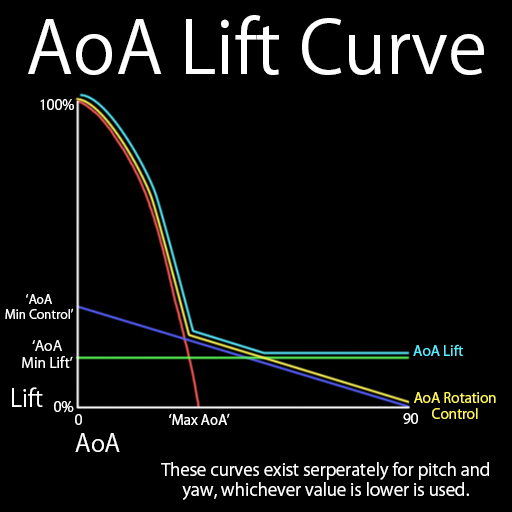 AoA Lift Curve
100%
‘AoA
Min Control’
‘AoA
Min Lift’
AoA Lift
AoA Rotation
Control
Lift
0%
0
‘Max AoA’
90
AoA
These curves exist serperately for pitch and
yaw, whichever value is lower is used.